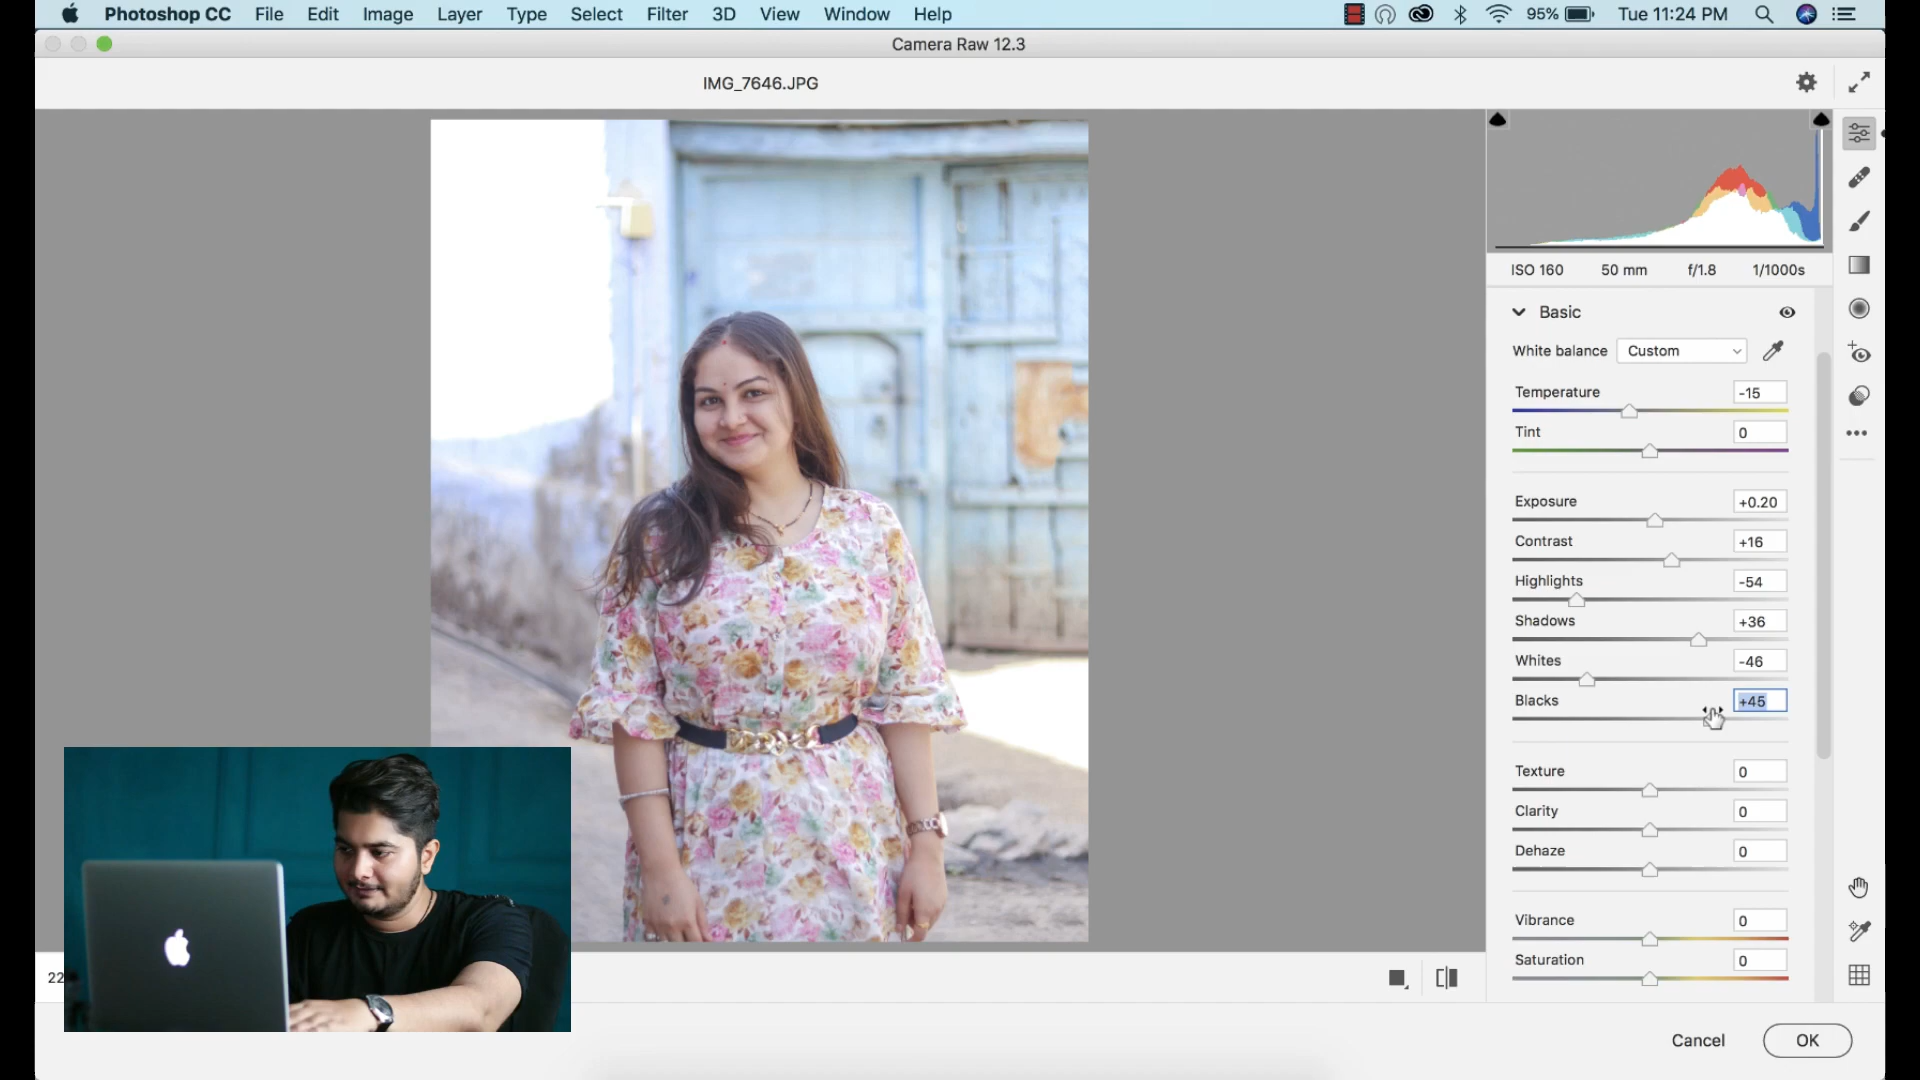 Photoshop CC File Edit Image Layer Type Select Filter 3D View Window Help 95% Tue 11:24 PM
Camera Raw 12.3
IMG_7646.JPG
ISO 160 50 mm f/1.8 1/1000s
Basic
White balance Custom
Temperature -15
Tint 0
Exposure +0.20
Contrast +16
Highlights -54
Shadows +36
Whites -46
Blacks +45
Texture 0
Clarity 0
Dehaze 0
Vibrance 0
Saturation 0
22
Cancel OK